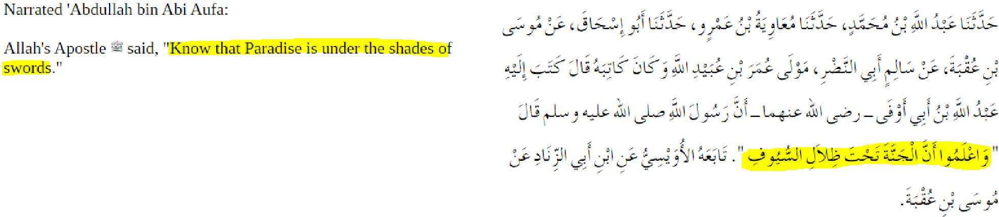 Narrated 'Abdullah bin Abi Aufa:
Allah's Apostle ﷺ said, "Know that Paradise is under the shades of
swords."
حَدَّثَنَا عَبْدُ اللَّهِ بْنُ مُحَمَّدٍ، حَدَّثَنَا مُعَاوِيَةُ بْنُ عَمْرٍو، حَدَّثَنَا أَبُو إِسْحَاقَ، عَنْ مُوسَى
بْنِ عُقْبَةَ، عَنْ سَالِمٍ أَبِي النَّضْرِ، مَوْلَى عُمَرَ بْنِ عُبَيْدِ اللَّهِ وَكَانَ كَاتِبَهُ قَالَ كَتَبَ إِلَيْهِ
عَبْدُ اللَّهِ بْنُ أَبِي أَوْفَى ـ رضى الله عنهما ـ أَنَّ رَسُولَ اللَّهِ صلى الله عليه وسلم قَالَ
" وَاعْلَمُوا أَنَّ الْجَنَّةَ تَحْتَ ظِلاَلِ السُّيُوفِ ". تَابَعَهُ الأُوَيْسِيُّ عَنِ ابْنِ أَبِي الزِّنَادِ عَنْ
مُوسَى بْنِ عُقْبَةَ.